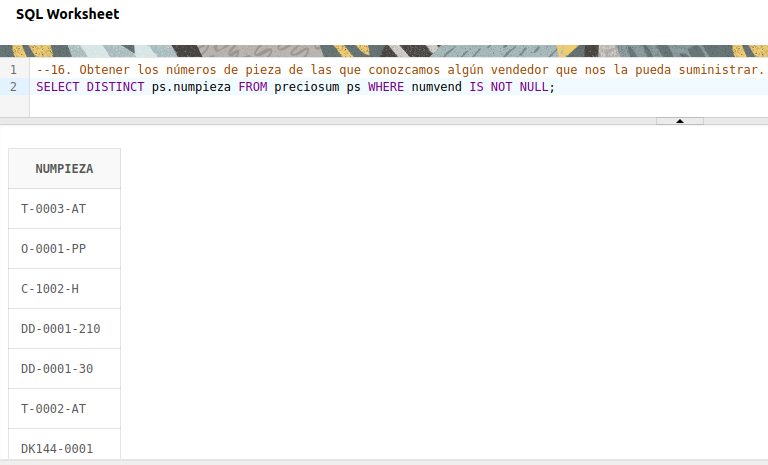 SQL Worksheet
1 --16. Obtener los números de pieza de las que conozcamos algún vendedor que nos la pueda suministrar.
2 SELECT DISTINCT ps.numpieza FROM preciosum ps WHERE numvend IS NOT NULL;
NUMPIEZA
T-0003-AT
O-0001-PP
C-1002-H
DD-0001-210
DD-0001-30
T-0002-AT
DK144-0001